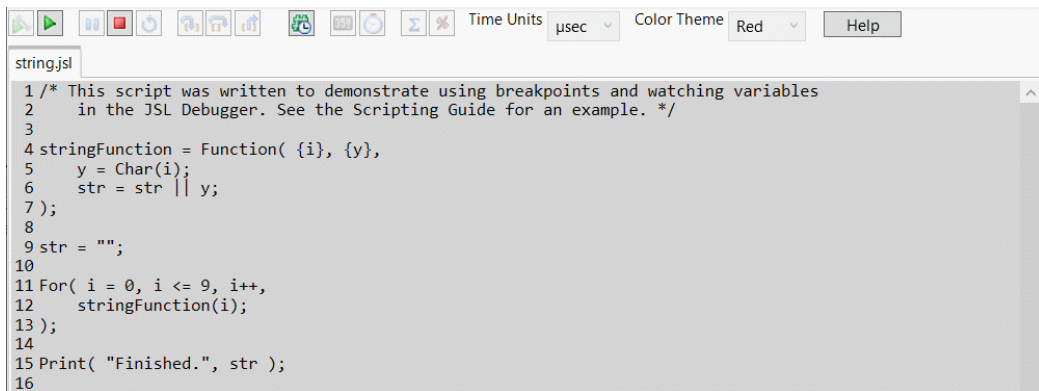 Time Units µsec Color Theme Red Help
string.jsl
1 /* This script was written to demonstrate using breakpoints and watching variables
2 in the JSL Debugger. See the Scripting Guide for an example. */
3
4 stringFunction = Function( {i}, {y},
5 y = Char(i);
6 str = str || y;
7 );
8
9 str = "";
10
11 For( i = 0, i <= 9, i++,
12 stringFunction(i);
13 );
14
15 Print( "Finished.", str );
16